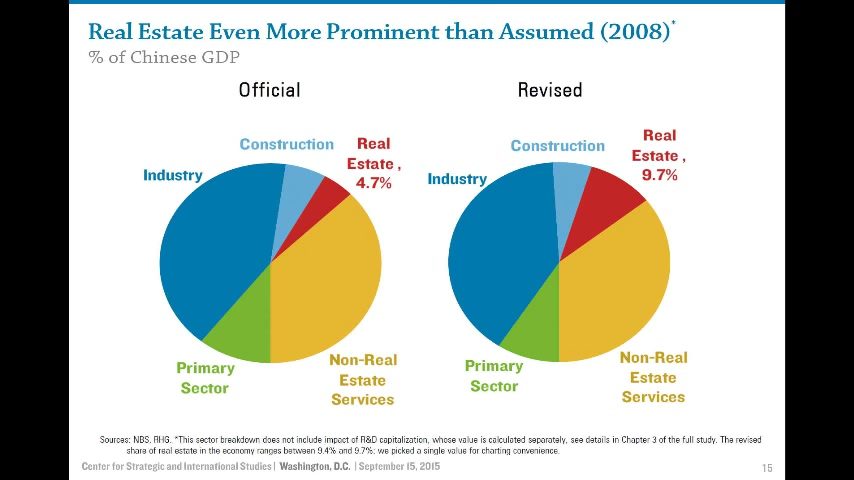 Real Estate Even More Prominent than Assumed (2008)*
% of Chinese GDP
Official
Revised
Construction
Real
Estate ,
4.7%
Industry
Primary
Sector
Non-Real
Estate
Services
Construction
Real
Estate ,
9.7%
Industry
Primary
Sector
Non-Real
Estate
Services
Sources: NBS, RHG. *This sector breakdown does not include impact of R&D capitalization, whose value is calculated separately, see details in Chapter 3 of the full study. The revised
share of real estate in the economy ranges between 9.4% and 9.7%; we picked a single value for charting convenience.
Center for Strategic and International Studies | Washington, D.C. | September 15, 2015
15